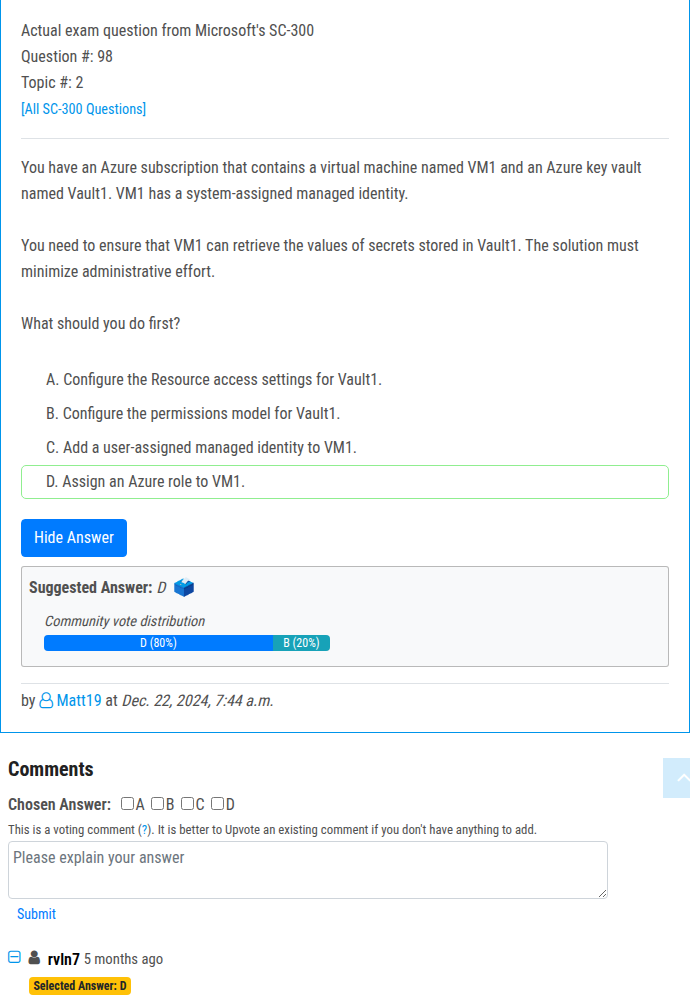 Actual exam question from Microsoft's SC-300
Question #: 98
Topic #: 2
[All SC-300 Questions]
You have an Azure subscription that contains a virtual machine named VM1 and an Azure key vault
named Vault1. VM1 has a system-assigned managed identity.
You need to ensure that VM1 can retrieve the values of secrets stored in Vault1. The solution must
minimize administrative effort.
What should you do first?
A. Configure the Resource access settings for Vault1.
B. Configure the permissions model for Vault1.
C. Add a user-assigned managed identity to VM1.
D. Assign an Azure role to VM1.
Hide Answer
Suggested Answer: D
Community vote distribution
D (80%) B (20%)
by Matt19 at Dec. 22, 2024, 7:44 a.m.
Comments
Chosen Answer: A B C D
This is a voting comment (?). It is better to Upvote an existing comment if you don't have anything to add.
Please explain your answer
Submit
rvln7 5 months ago
Selected Answer: D